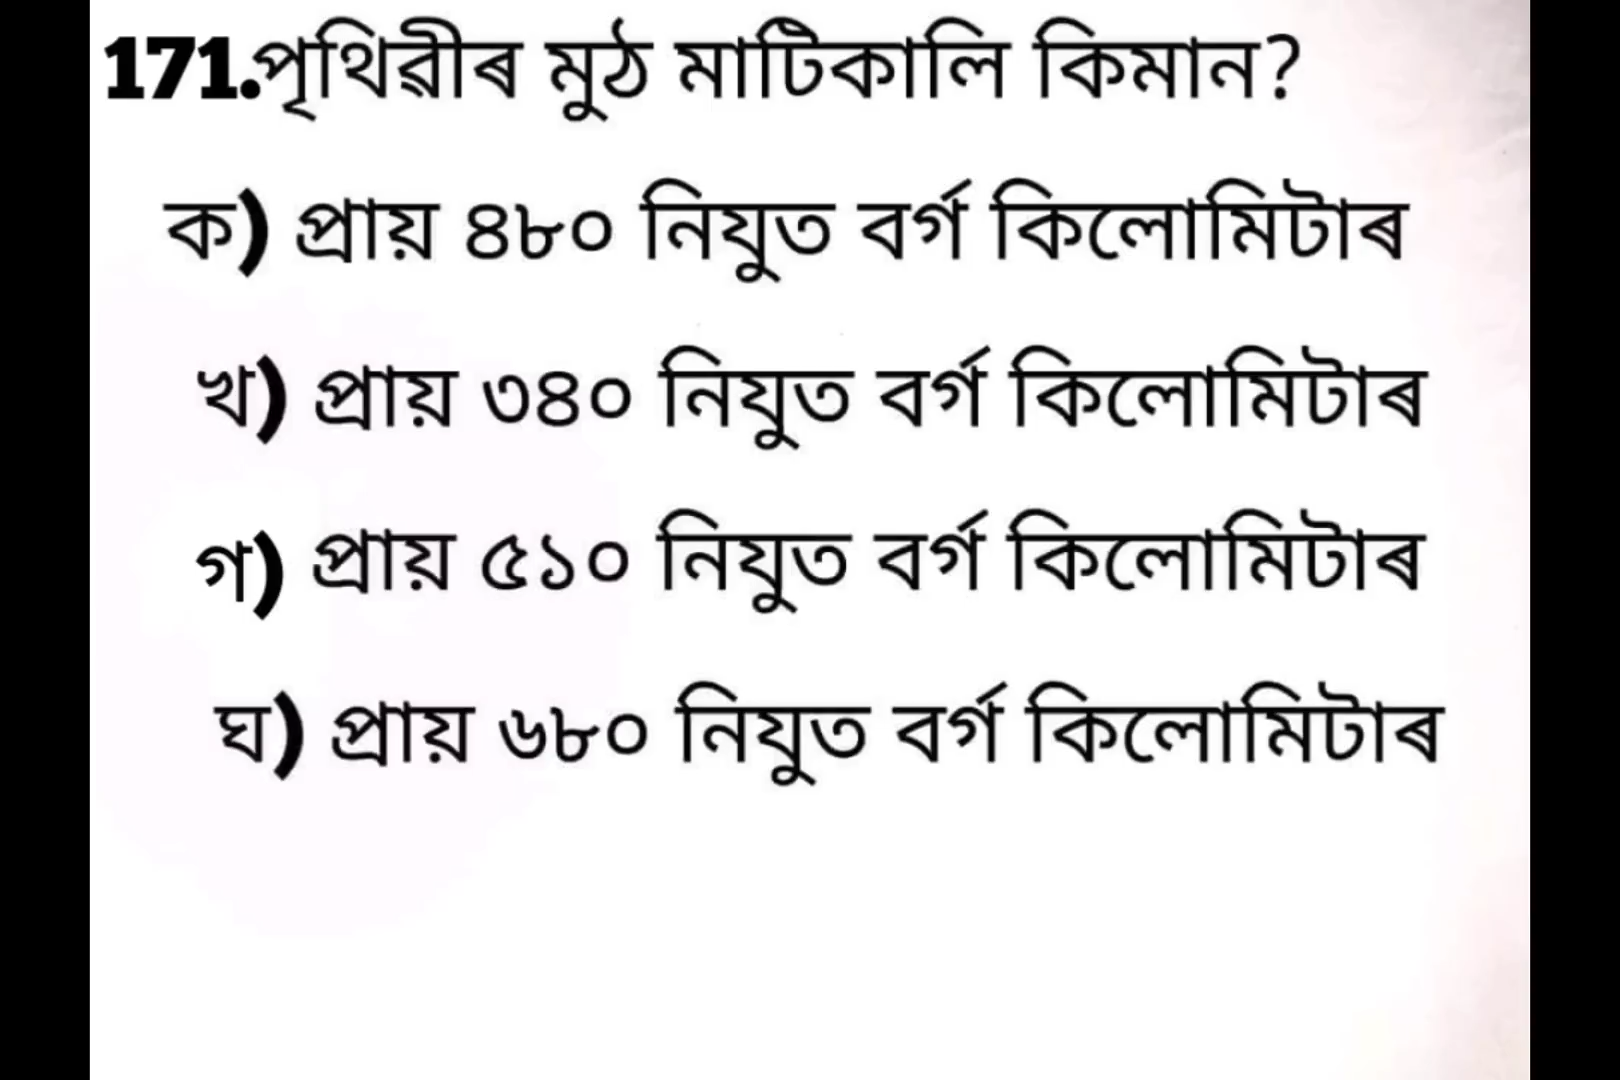 171.পৃথিৱীৰ মুঠ মাটিকালি কিমান?
ক) প্ৰায় ৪৮০ নিযুত বৰ্গ কিলোমিটাৰ
খ) প্ৰায় ৩৪০ নিযুত বৰ্গ কিলোমিটাৰ
গ) প্ৰায় ৫১০ নিযুত বৰ্গ কিলোমিটাৰ
ঘ) প্ৰায় ৬৮০ নিযুত বৰ্গ কিলোমিটাৰ